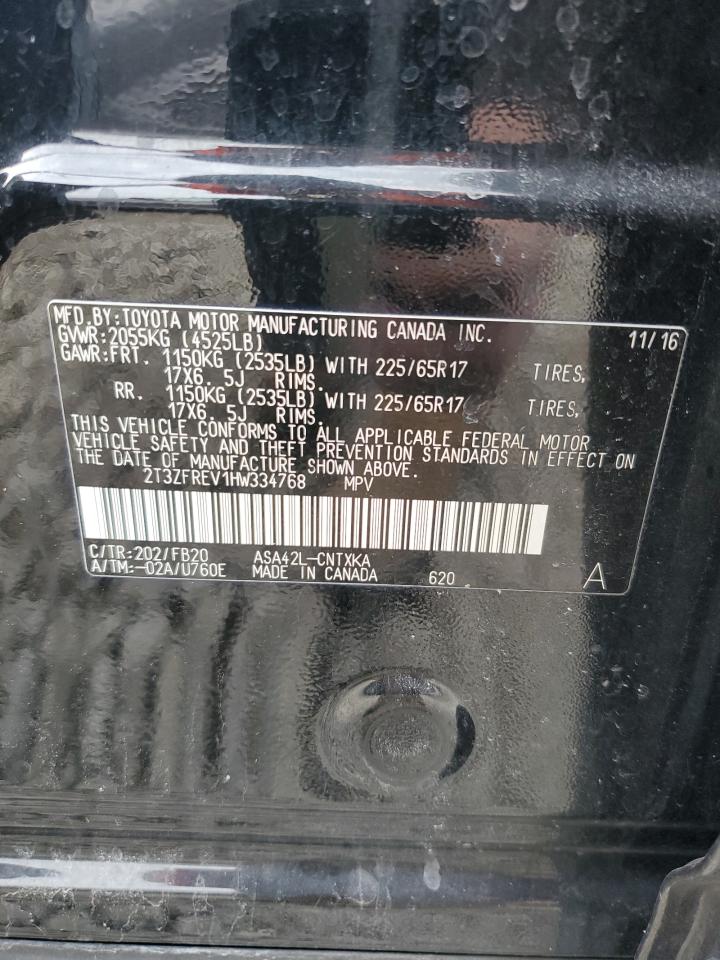 MFD.BY:TOYOTA MOTOR MANUFACTURING CANADA INC. 11/16
GVWR:2055KG (4525LB)
GAWR:FRT. 1150KG (2535LB) WITH 225/65R17 TIRES,
17X6. 5J RIMS.
RR. 1150KG (2535LB) WITH 225/65R17 TIRES,
17X6. 5J RIMS.
THIS VEHICLE CONFORMS TO ALL APPLICABLE FEDERAL MOTOR
VEHICLE SAFETY AND THEFT PREVENTION STANDARDS IN EFFECT ON
THE DATE OF MANUFACTURE SHOWN ABOVE.
2T3ZFREV1HW334768 MPV
C/TR:202/FB20 ASA42L-CNTXKA
A/TM:-02A/U760E MADE IN CANADA 620 A